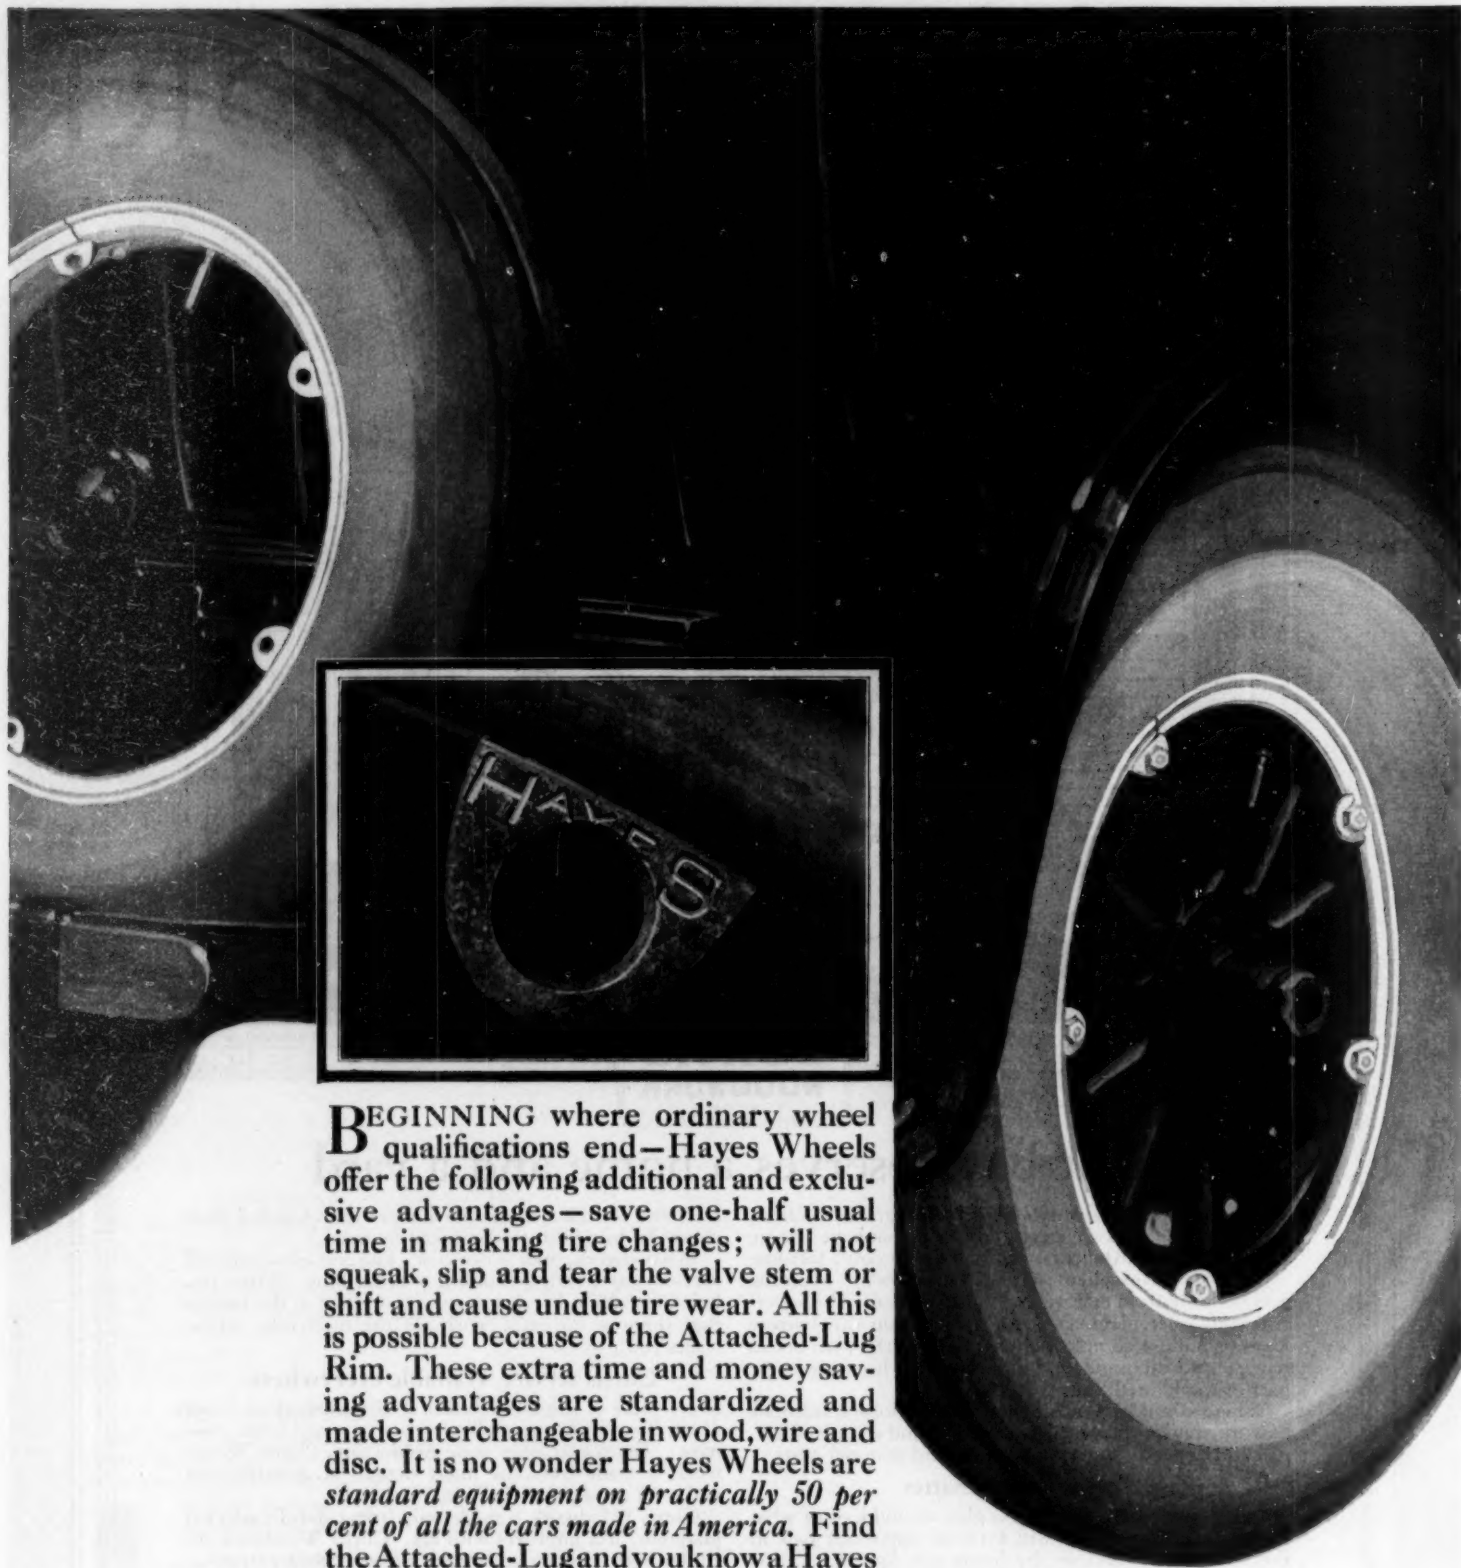 HAYES
BEGINNING where ordinary wheel
qualifications end—Hayes Wheels
offer the following additional and exclu-
sive advantages—save one-half usual
time in making tire changes; will not
squeak, slip and tear the valve stem or
shift and cause undue tire wear. All this
is possible because of the Attached-Lug
Rim. These extra time and money sav-
ing advantages are standardized and
made interchangeable in wood, wire and
disc. It is no wonder Hayes Wheels are
standard equipment on practically 50 per
cent of all the cars made in America. Find
the Attached-Lug and you know a Hayes